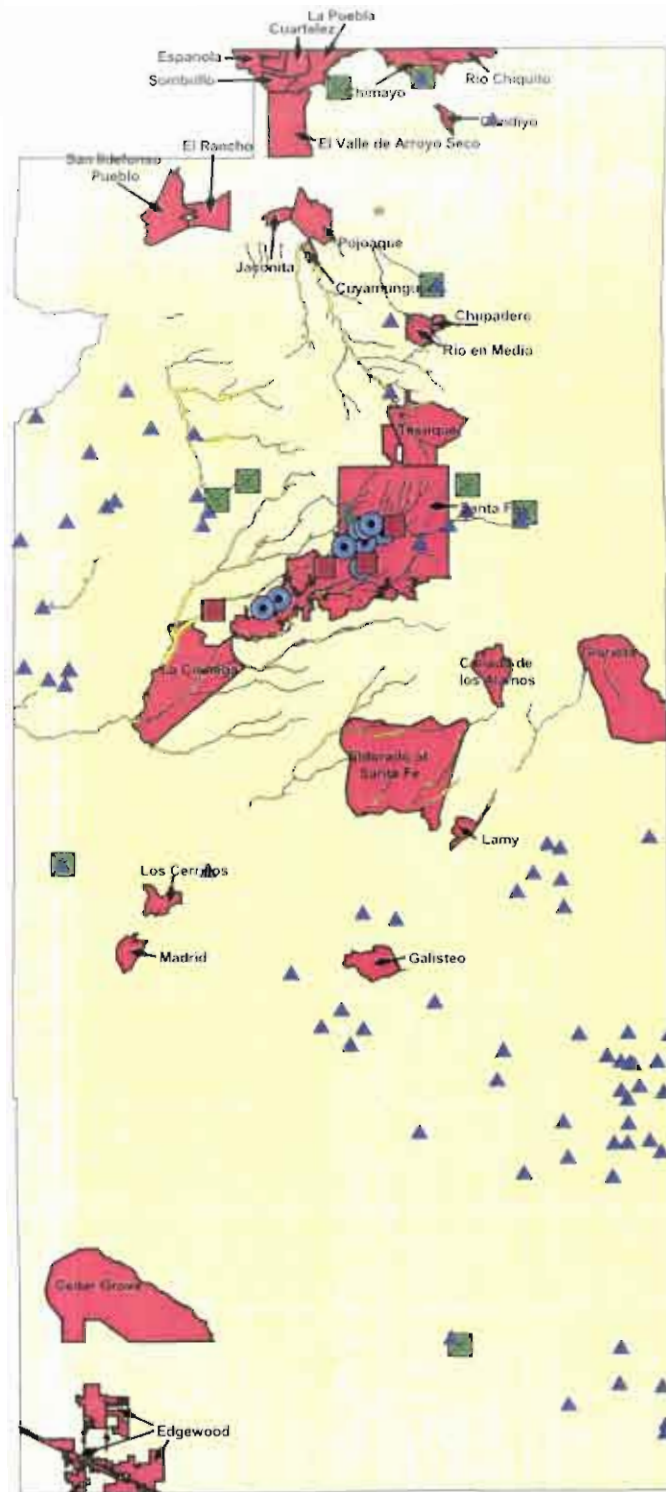 La Puebla
Cuartelez
Espanola
Sombrillo
Chimayo
Rio Chiquito
Cundiyo
El Valle de Arroyo Seco
El Rancho
San Ildefonso
Pueblo
Jaconita
Pojoaque
Cuyamungue
Chupadero
Rio en Medio
Tesuque
Santa Fe
La Cienega
Canada de
los Alamos
Glorieta
Eldorado at
Santa Fe
Lamy
Los Cerrillos
Madrid
Galisteo
Cedar Grove
Edgewood